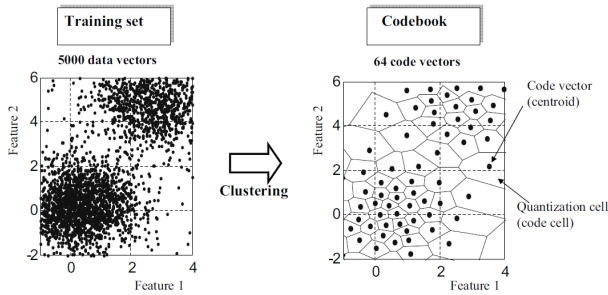 Training set
Codebook
5000 data vectors
64 code vectors
6
4
2
0
-2
Feature 2
0
2
4
Feature 1
Clustering
6
4
2
0
-2
Feature 2
0
2
4
Feature 1
Code vector
(centroid)
Quantization cell
(code cell)